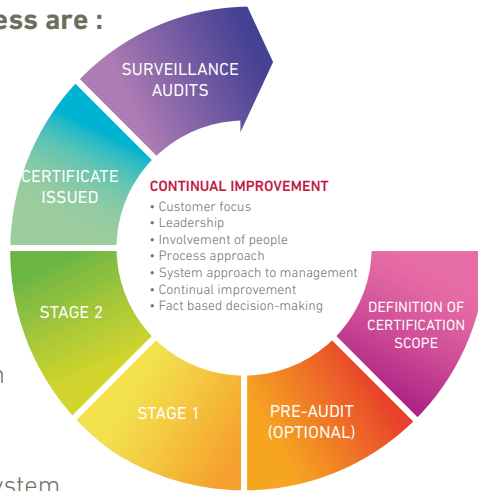 ess are :
SURVEILLANCE
AUDITS
CERTIFICATE
ISSUED
CONTINUAL IMPROVEMENT
• Customer focus
• Leadership
• Involvement of people
• Process approach
• System approach to management
• Continual improvement
• Fact based decision-making
STAGE 2
DEFINITION OF
CERTIFICATION
SCOPE
STAGE 1
PRE-AUDIT
(OPTIONAL)
ystem